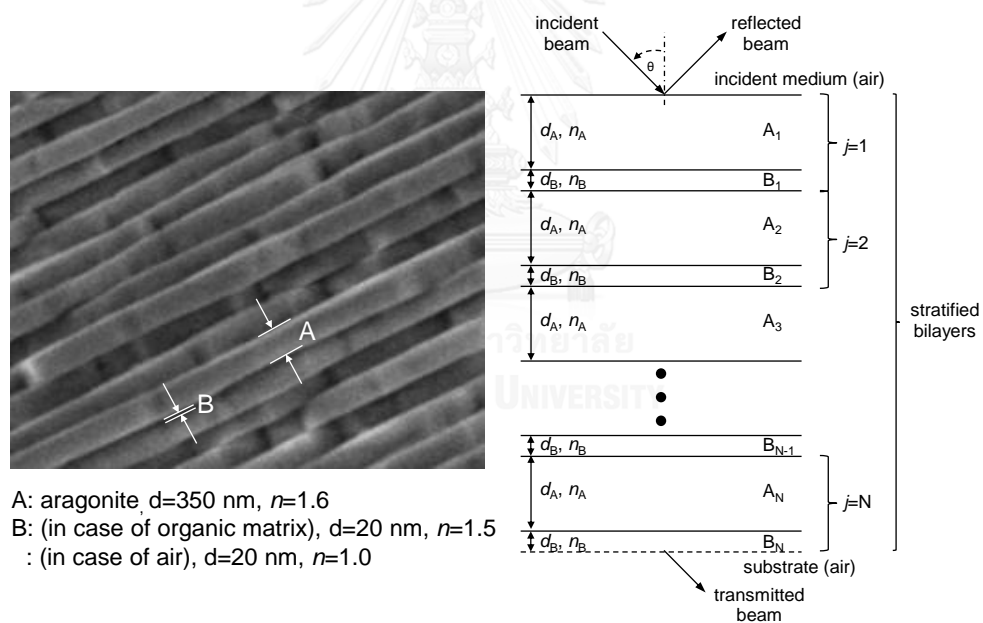 A
B
A: aragonite, d=350 nm, n=1.6
B: (in case of organic matrix), d=20 nm, n=1.5
: (in case of air), d=20 nm, n=1.0
incident
beam
reflected
beam
θ
incident medium (air)
dA, nA
A1
j=1
dB, nB
B1
dA, nA
A2
j=2
dB, nB
B2
dA, nA
A3
stratified
bilayers
UNIVERSITY
dB, nB
BN-1
dA, nA
AN
j=N
dB, nB
BN
substrate (air)
transmitted
beam